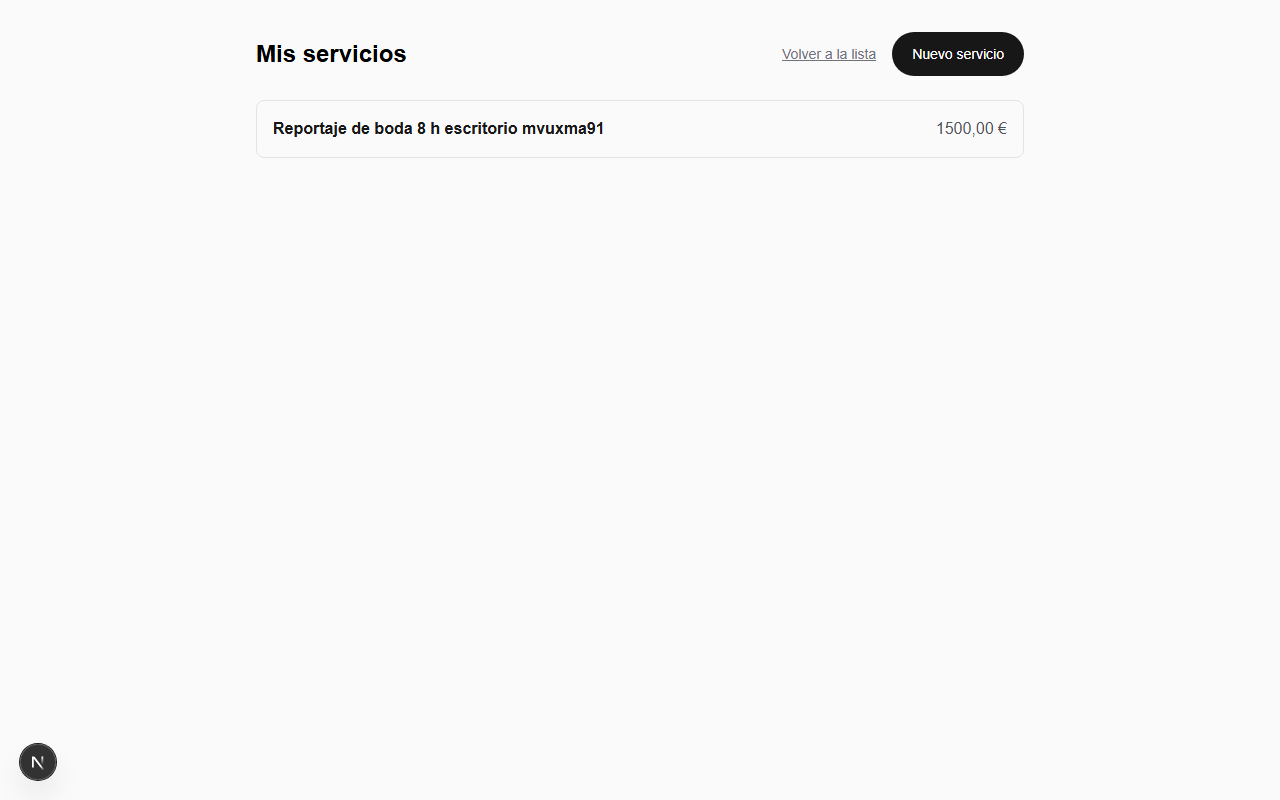 Mis servicios
Volver a la lista
Nuevo servicio
Reportaje de boda 8 h escritorio mvuxma91
1500,00 €
N